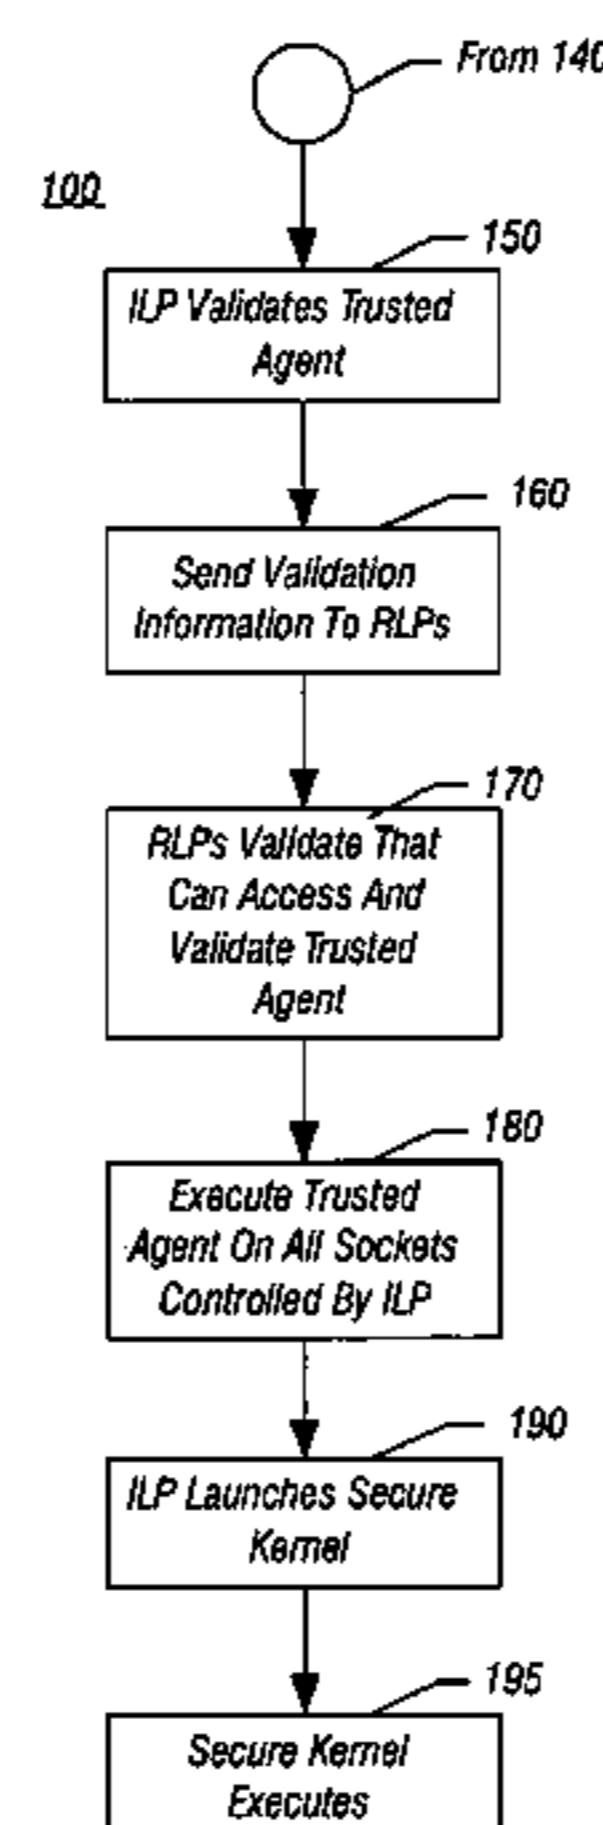 From 140
100
150
ILP Validates Trusted
Agent
160
Send Validation
Information To RLPs
170
RLPs Validate That
Can Access And
Validate Trusted
Agent
180
Execute Trusted
Agent On All Sockets
Controlled By ILP
190
ILP Launches Secure
Kernel
195
Secure Kernel
Executes